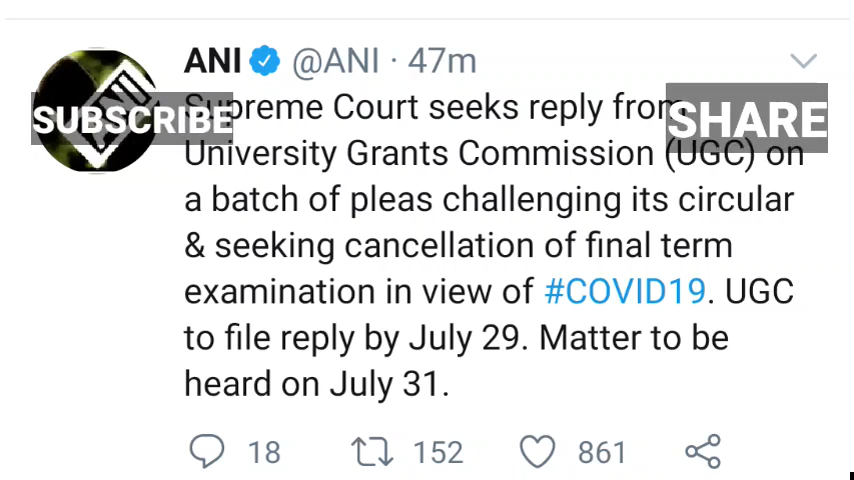 ANI @ANI · 47m
SUBSCRIBE
SHARE
Supreme Court seeks reply from
University Grants Commission (UGC) on
a batch of pleas challenging its circular
& seeking cancellation of final term
examination in view of #COVID19. UGC
to file reply by July 29. Matter to be
heard on July 31.
18 152 861
ANI